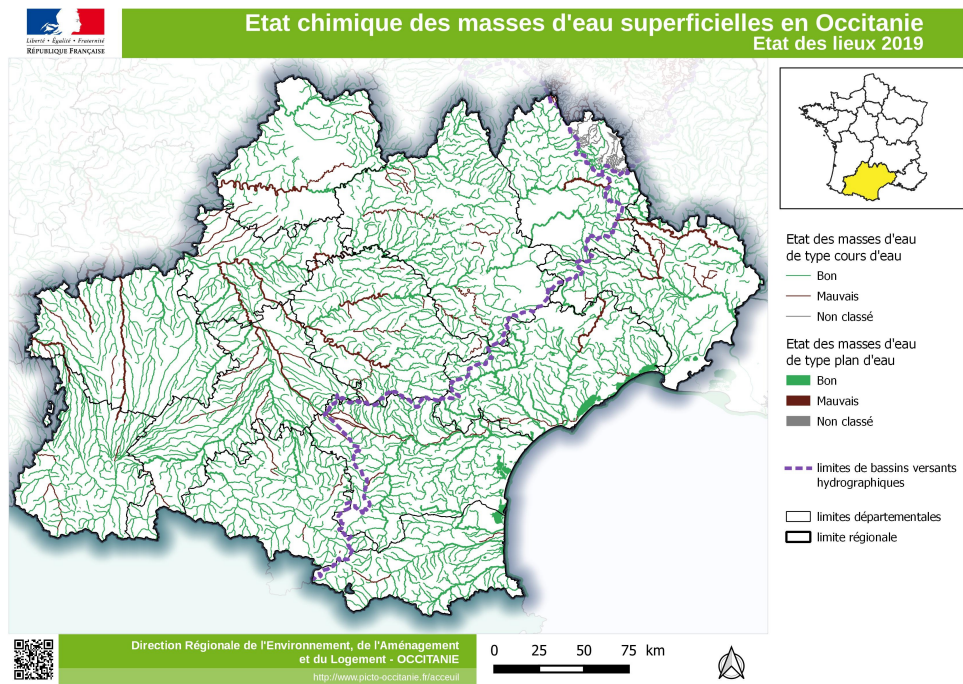 Liberté • Égalité • Fraternité
RÉPUBLIQUE FRANÇAISE
Etat chimique des masses d'eau superficielles en Occitanie
Etat des lieux 2019
Etat des masses d'eau
de type cours d'eau
Bon
Mauvais
Non classé
Etat des masses d'eau
de type plan d'eau
Bon
Mauvais
Non classé
limites de bassins versants
hydrographiques
limites départementales
limite régionale
Direction Régionale de l'Environnement, de l'Aménagement
et du Logement - OCCITANIE
http://www.picto-occitanie.fr/acceuil
0 25 50 75 km